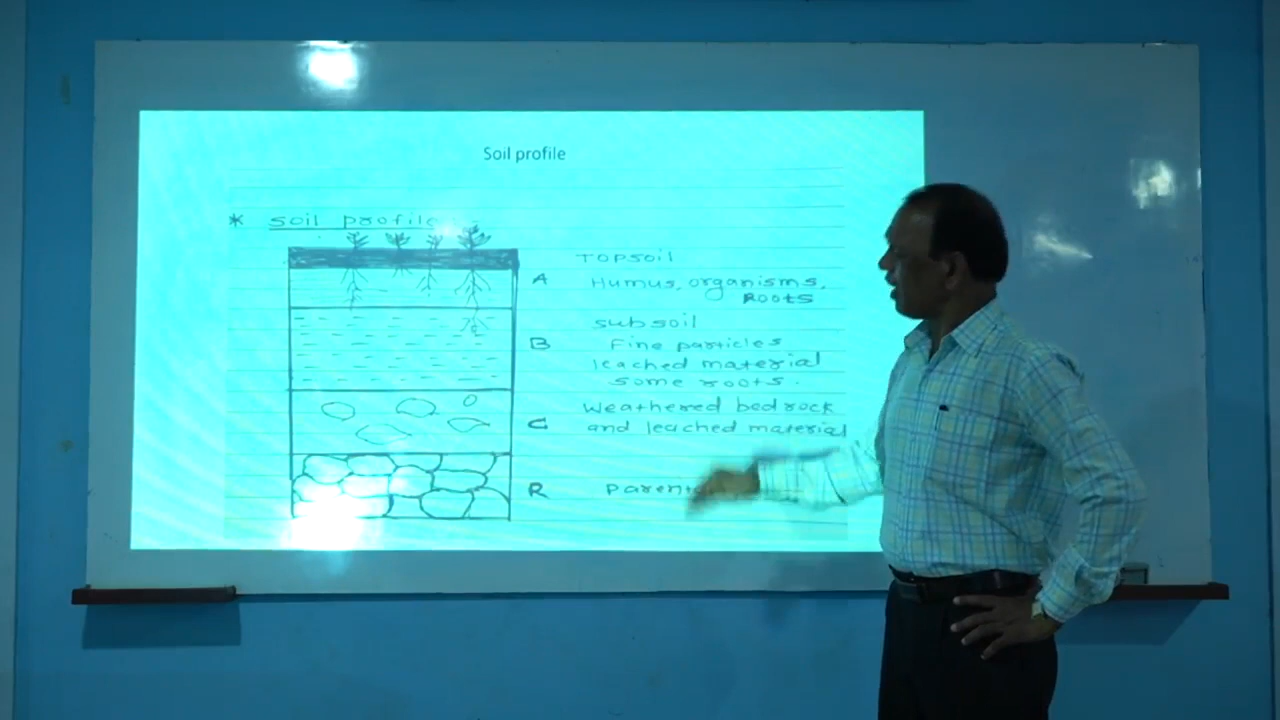 Soil profile
* soil profile
TOPSOIL
A Humus, organisms,
Roots
subsoil
B Fine particles
leached material
some roots.
Weathered bedrock
C and leached material
R